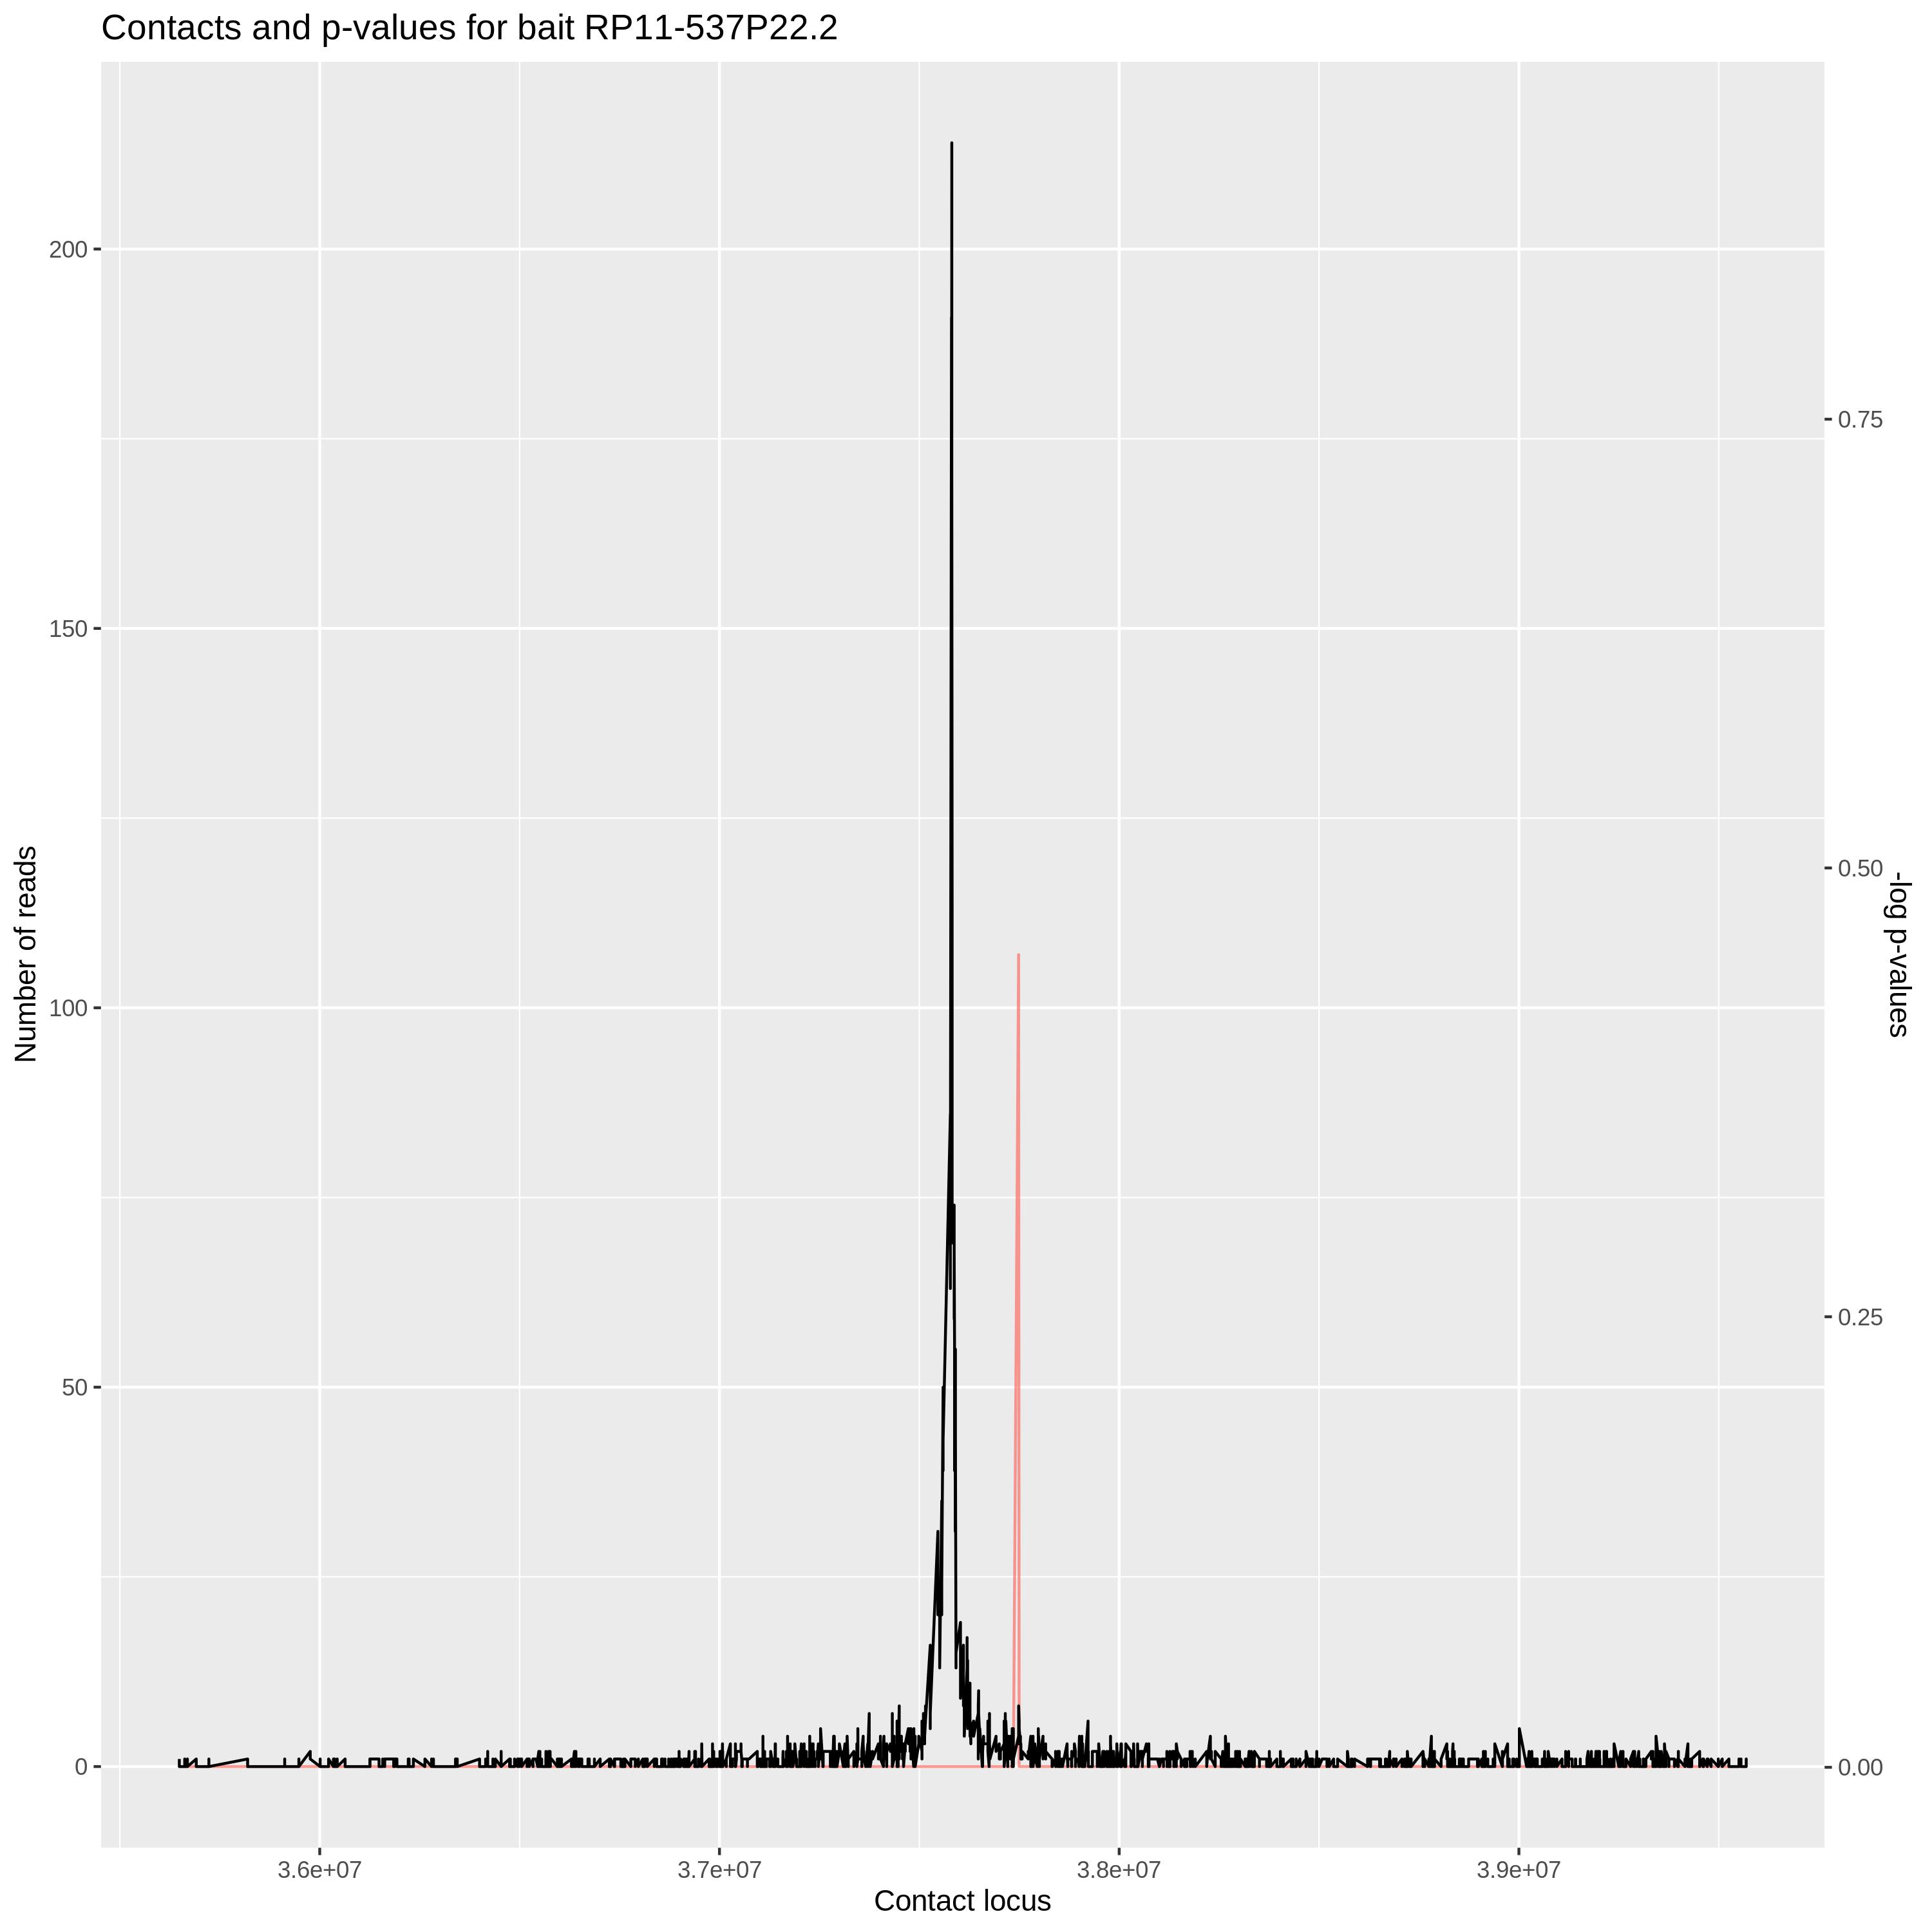 Contacts and p-values for bait RP11-537P22.2
200
150
100
50
0
Number of reads
0.75
0.50
0.25
0.00
-log p-values
3.6e+07
3.7e+07
3.8e+07
3.9e+07
Contact locus